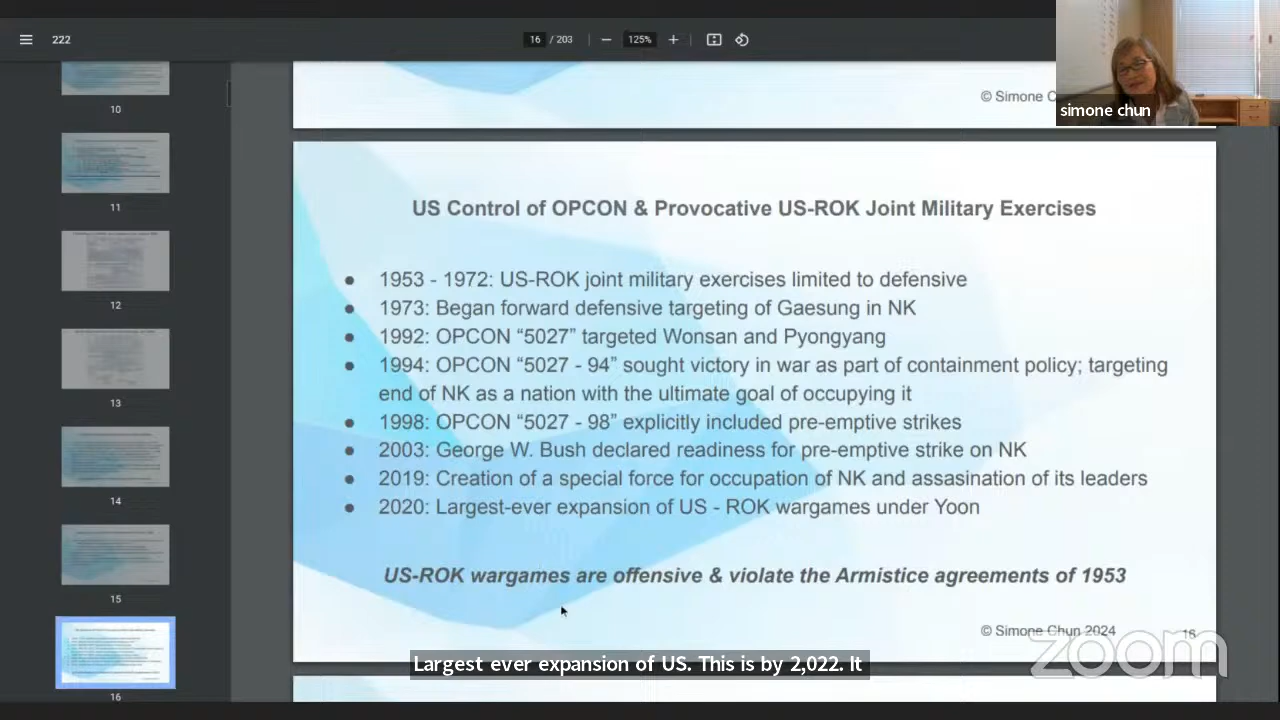 222
16 / 203
125%
simone chun
© Simone C
10
11
12
13
14
15
16
US Control of OPCON & Provocative US-ROK Joint Military Exercises
● 1953 - 1972: US-ROK joint military exercises limited to defensive
● 1973: Began forward defensive targeting of Gaesung in NK
● 1992: OPCON “5027” targeted Wonsan and Pyongyang
● 1994: OPCON “5027 - 94” sought victory in war as part of containment policy; targeting
end of NK as a nation with the ultimate goal of occupying it
● 1998: OPCON “5027 - 98” explicitly included pre-emptive strikes
● 2003: George W. Bush declared readiness for pre-emptive strike on NK
● 2019: Creation of a special force for occupation of NK and assasination of its leaders
● 2020: Largest-ever expansion of US - ROK wargames under Yoon
US-ROK wargames are offensive & violate the Armistice agreements of 1953
© Simone Chun 2024
16
zoom
Largest ever expansion of US. This is by 2,022. It